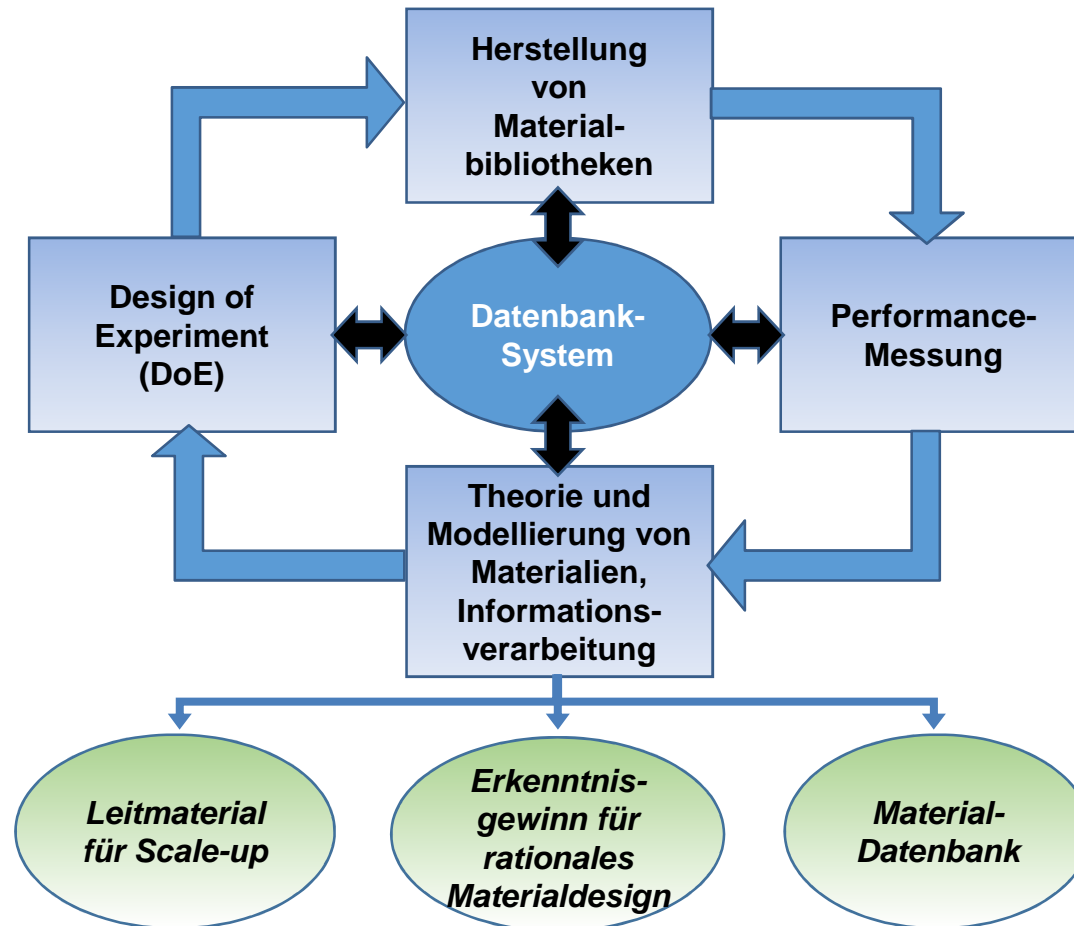 Herstellung
von
Material-
bibliotheken
Design of
Experiment
(DoE)
Datenbank-
System
Performance-
Messung
Theorie und
Modellierung von
Materialien,
Informations-
verarbeitung
Leitmaterial
für Scale-up
Erkenntnis-
gewinn für
rationales
Materialdesign
Material-
Datenbank